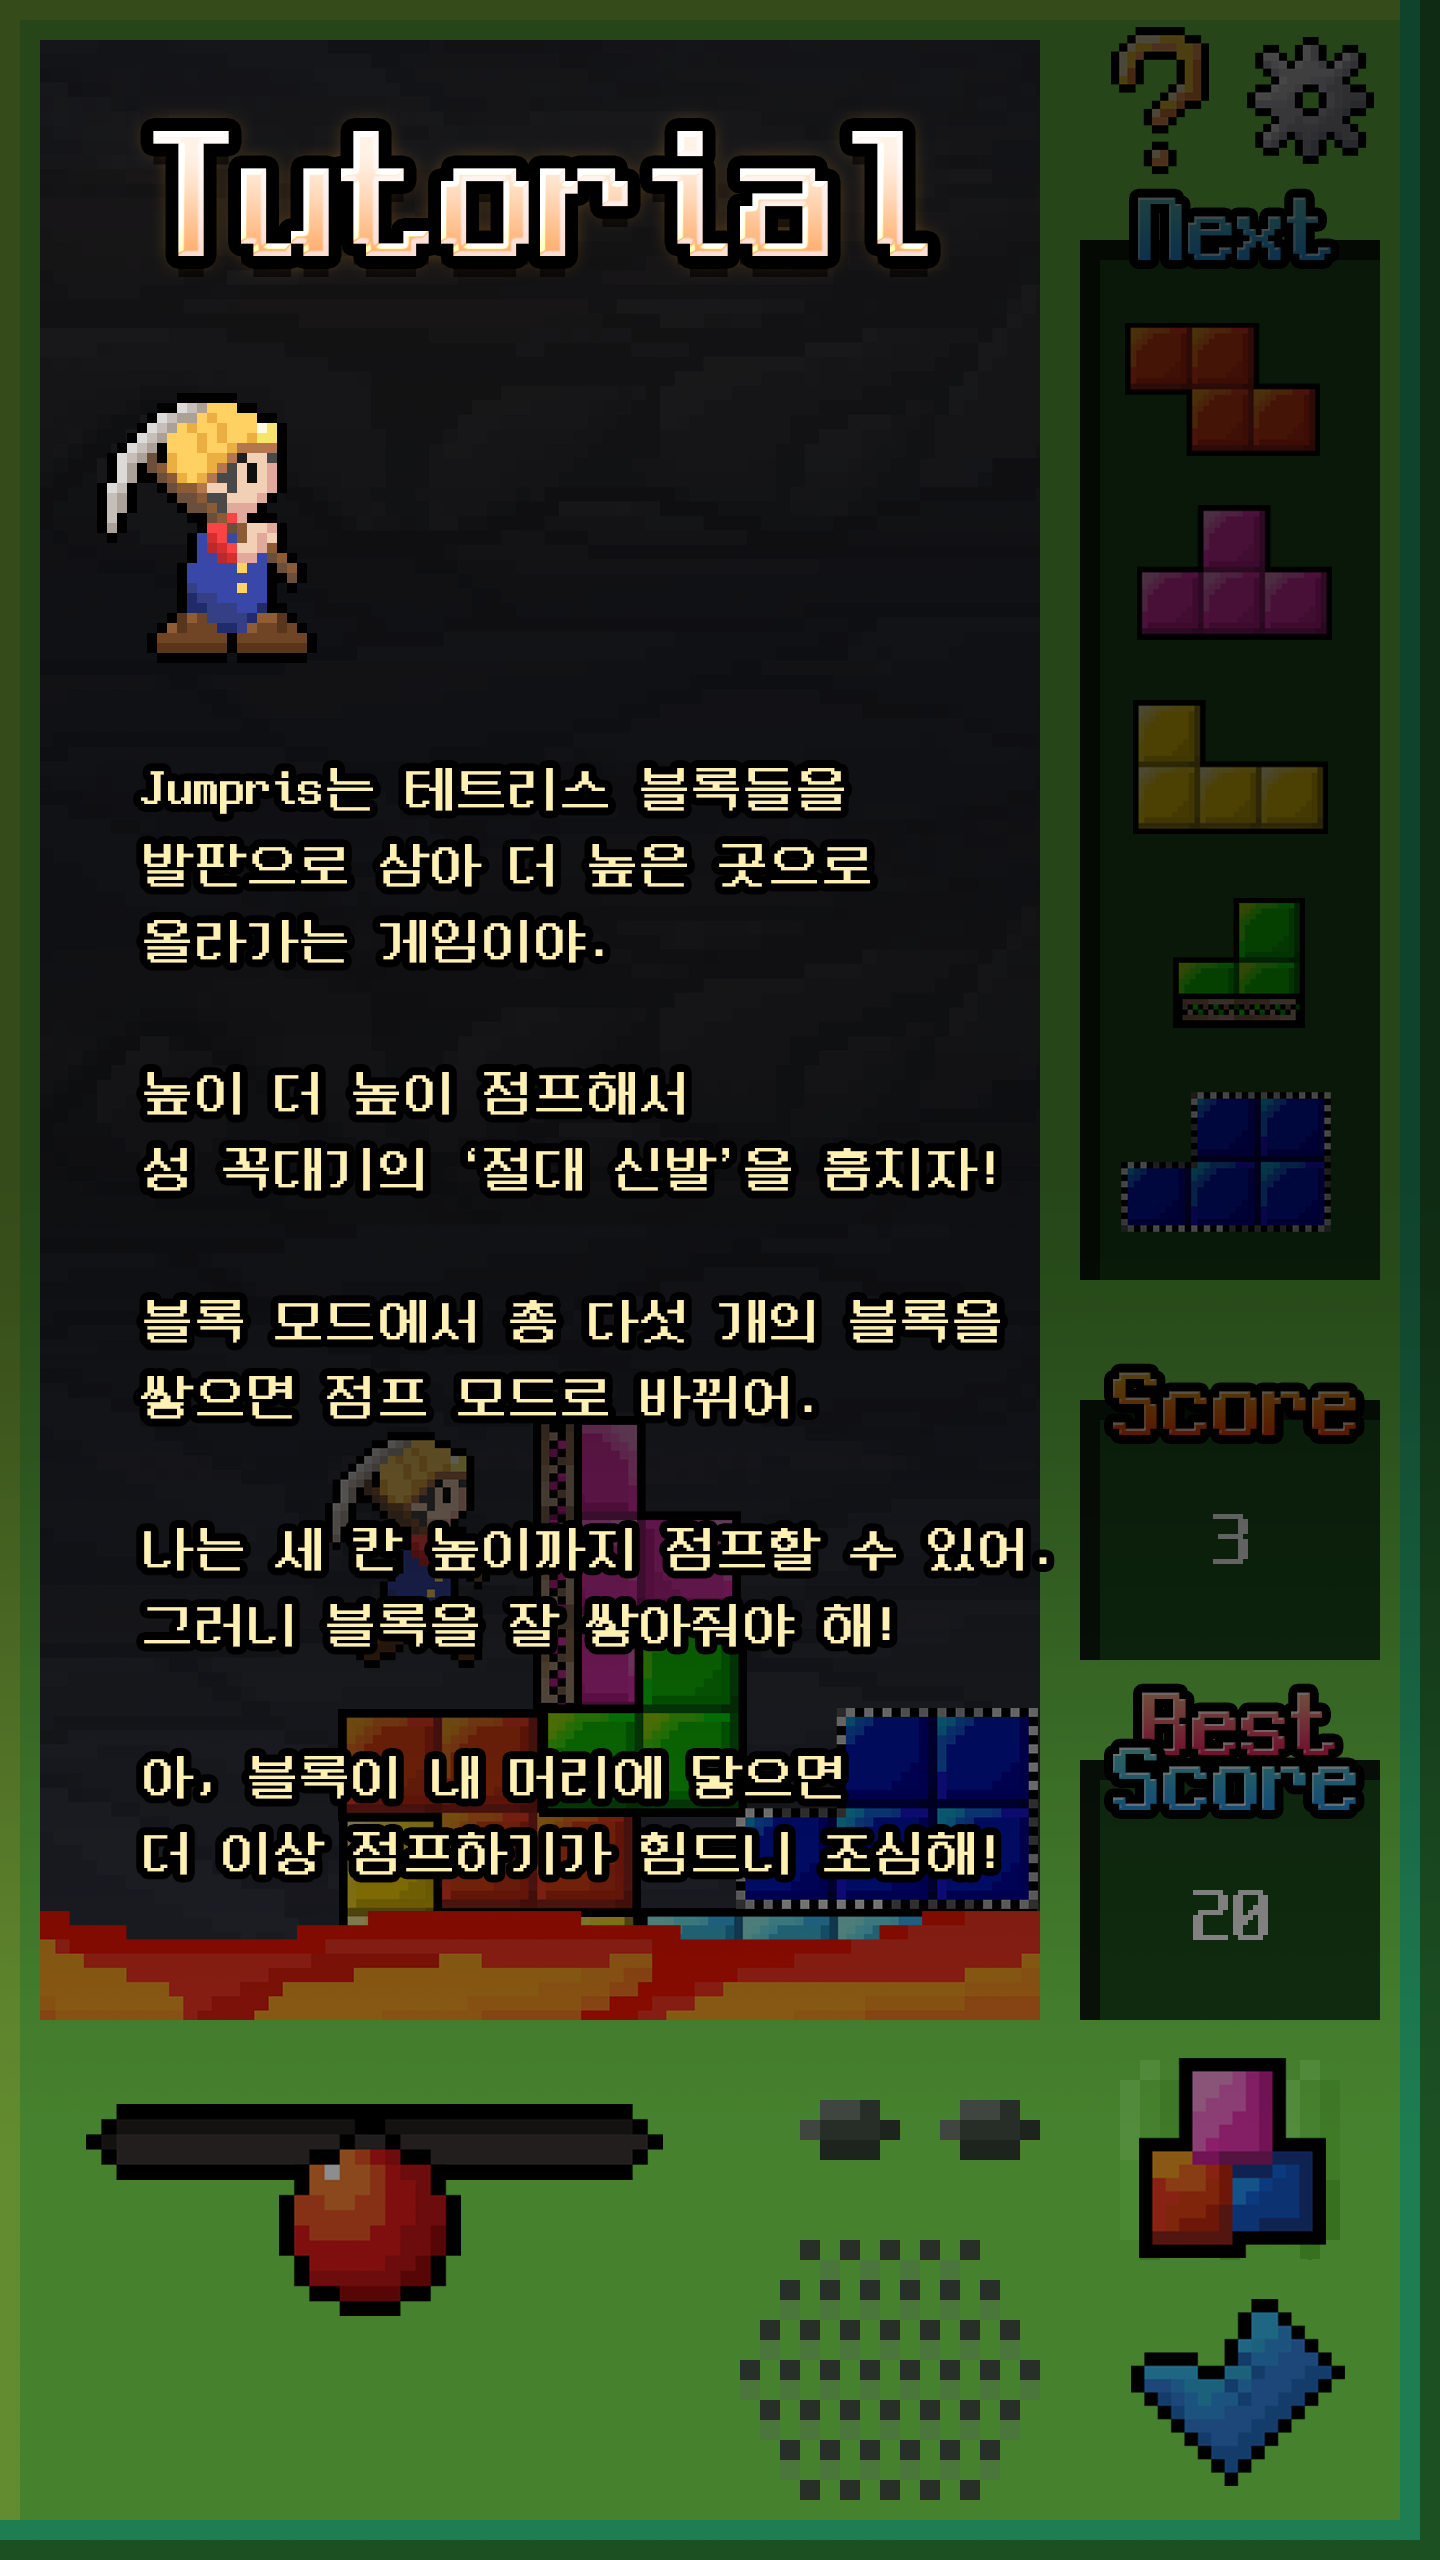 Tutorial
Next
Jumpris는 테트리스 블록들을
발판으로 삼아 더 높은 곳으로
올라가는 게임이야.
높이 더 높이 점프해서
성 꼭대기의 ‘절대 신발’을 훔치자!
블록 모드에서 총 다섯 개의 블록을
쌓으면 점프 모드로 바뀌어.
나는 세 칸 높이까지 점프할 수 있어.
그러니 블록을 잘 쌓아줘야 해!
아, 블록이 내 머리에 닿으면
더 이상 점프하기가 힘드니 조심해!
Score
3
Best
Score
20